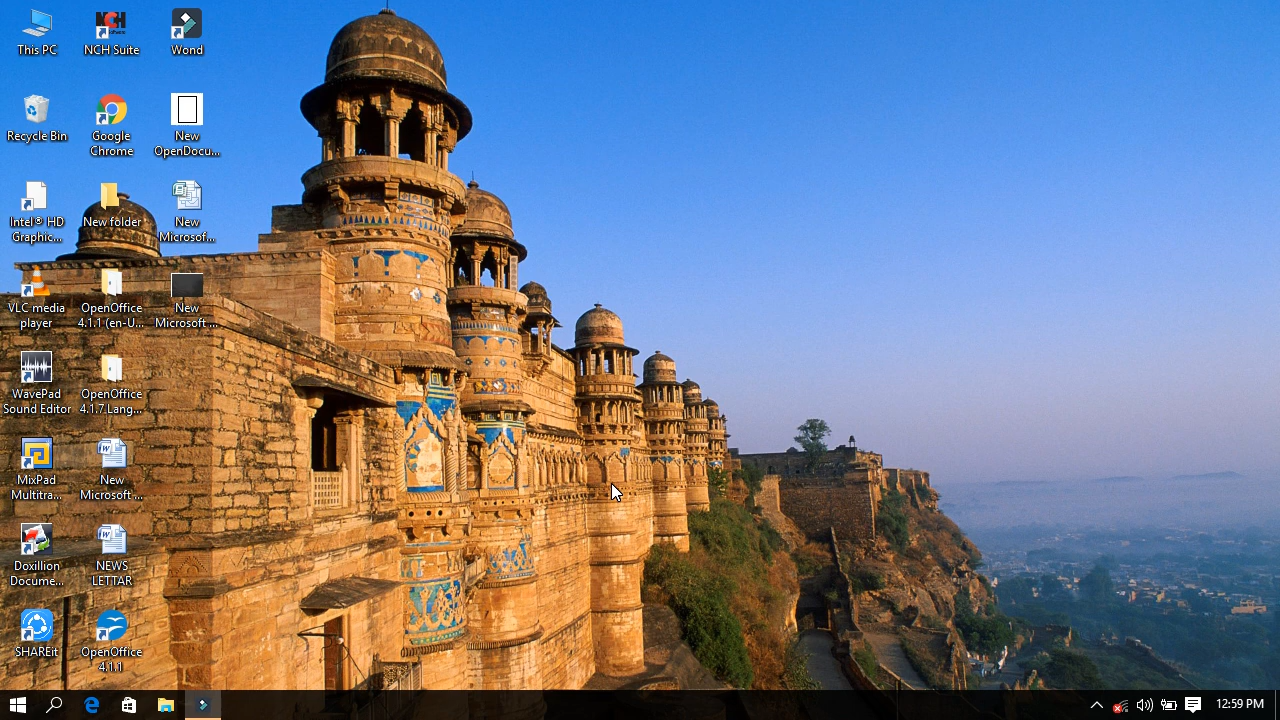 This PC
NCH Suite
Wond
Recycle Bin
Google
Chrome
New
OpenDocu...
Intel® HD
Graphic...
New folder
New
Microsof...
VLC media
player
OpenOffice
4.1.1 (en-U...
New
Microsoft ...
WavePad
Sound Editor
OpenOffice
4.1.7 Lang...
MixPad
Multitra...
New
Microsoft ...
Doxillion
Docume...
NEWS
LETTAR
SHAREit
OpenOffice
4.1.1
12:59 PM